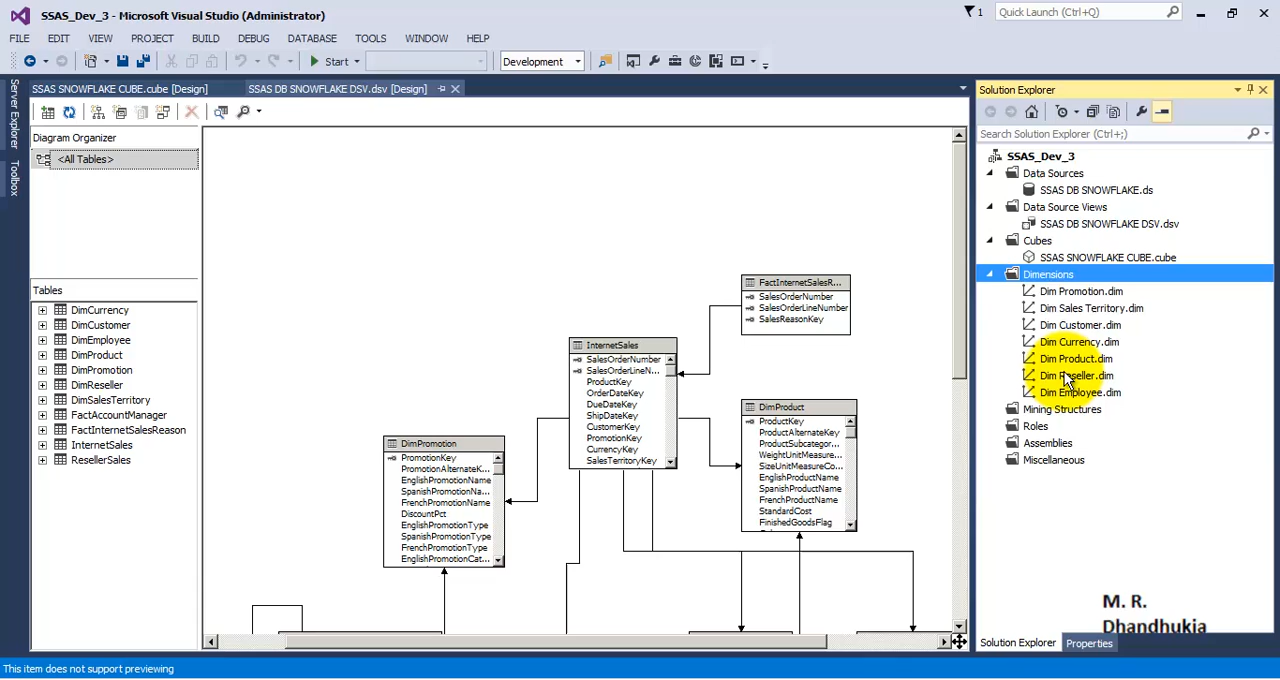 SSAS_Dev_3 - Microsoft Visual Studio (Administrator)
1
Quick Launch (Ctrl+Q)
FILE EDIT VIEW PROJECT BUILD DEBUG DATABASE TOOLS WINDOW HELP
Start
Development
Server Explorer
Toolbox
SSAS SNOWFLAKE CUBE.cube [Design]
SSAS DB SNOWFLAKE DSV.dsv [Design]
Diagram Organizer
<All Tables>
Tables
DimCurrency
DimCustomer
DimEmployee
DimProduct
DimPromotion
DimReseller
DimSalesTerritory
FactAccountManager
FactInternetSalesReason
InternetSales
ResellerSales
FactInternetSalesR...
SalesOrderNumber
SalesOrderLineNumber
SalesReasonKey
InternetSales
SalesOrderNumber
SalesOrderLineN...
ProductKey
OrderDateKey
DueDateKey
ShipDateKey
CustomerKey
PromotionKey
CurrencyKey
SalesTerritoryKey
DimProduct
ProductKey
ProductAlternateKey
ProductSubcategor...
WeightUnitMeasure...
SizeUnitMeasureCo...
EnglishProductName
SpanishProductName
FrenchProductName
StandardCost
FinishedGoodsFlag
DimPromotion
PromotionKey
PromotionAlternateK...
EnglishPromotionName
SpanishPromotionNa...
FrenchPromotionName
DiscountPct
EnglishPromotionType
SpanishPromotionType
FrenchPromotionType
EnglishPromotionCat...
Solution Explorer
Search Solution Explorer (Ctrl+;)
SSAS_Dev_3
Data Sources
SSAS DB SNOWFLAKE.ds
Data Source Views
SSAS DB SNOWFLAKE DSV.dsv
Cubes
SSAS SNOWFLAKE CUBE.cube
Dimensions
Dim Promotion.dim
Dim Sales Territory.dim
Dim Customer.dim
Dim Currency.dim
Dim Product.dim
Dim Reseller.dim
Dim Employee.dim
Mining Structures
Roles
Assemblies
Miscellaneous
M. R.
Dhandhukia
Solution Explorer
Properties
This item does not support previewing